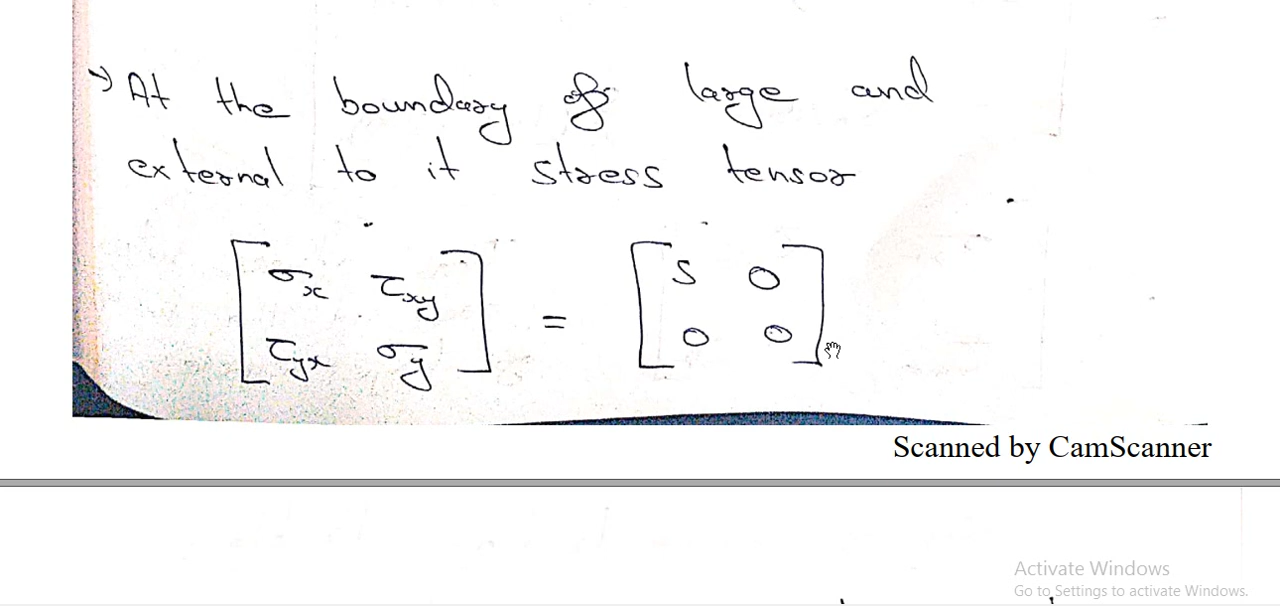 → At the boundary of large and
external to it stress tensor
[σx τxy
τyx σy] = [S 0
0 0]
Scanned by CamScanner
Activate Windows
Go to Settings to activate Windows.